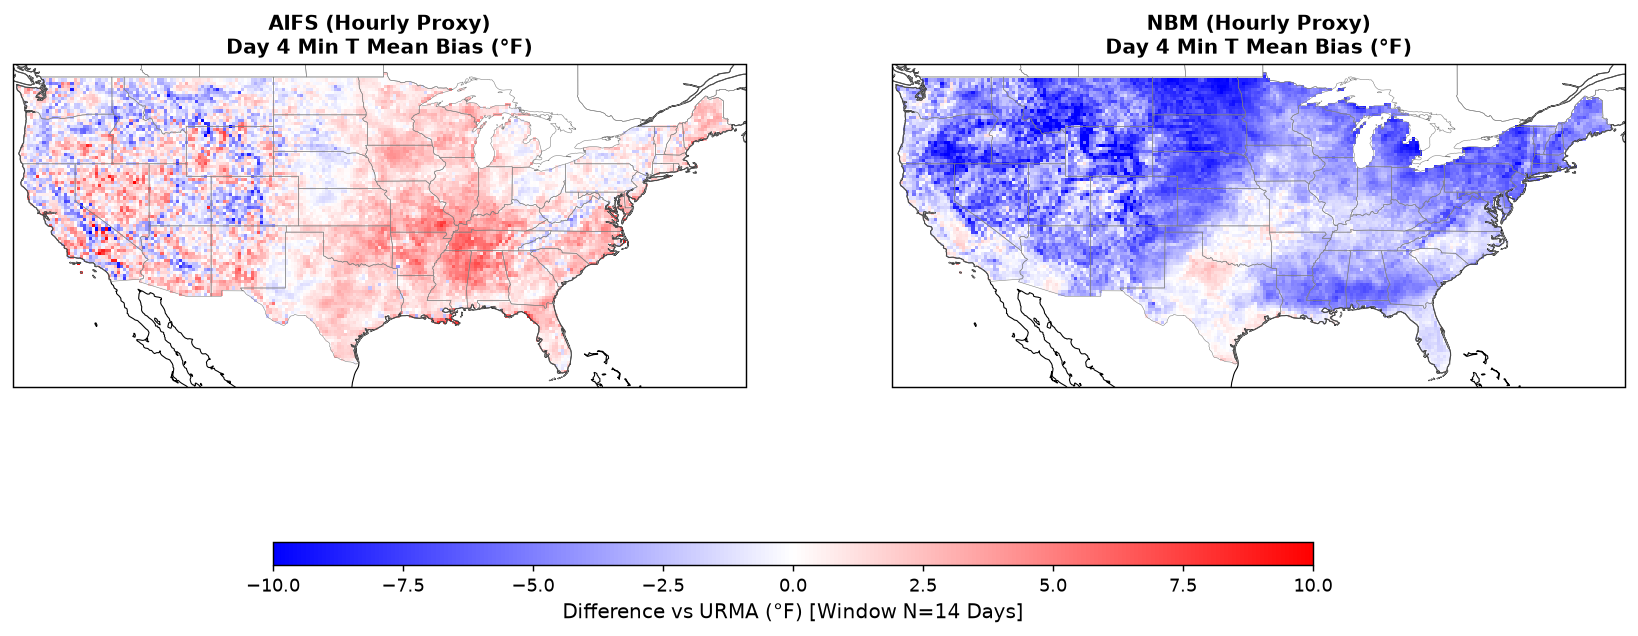 AIFS (Hourly Proxy)
Day 4 Min T Mean Bias (°F)
NBM (Hourly Proxy)
Day 4 Min T Mean Bias (°F)
−10.0 −7.5 −5.0 −2.5 0.0 2.5 5.0 7.5 10.0
Difference vs URMA (°F) [Window N=14 Days]